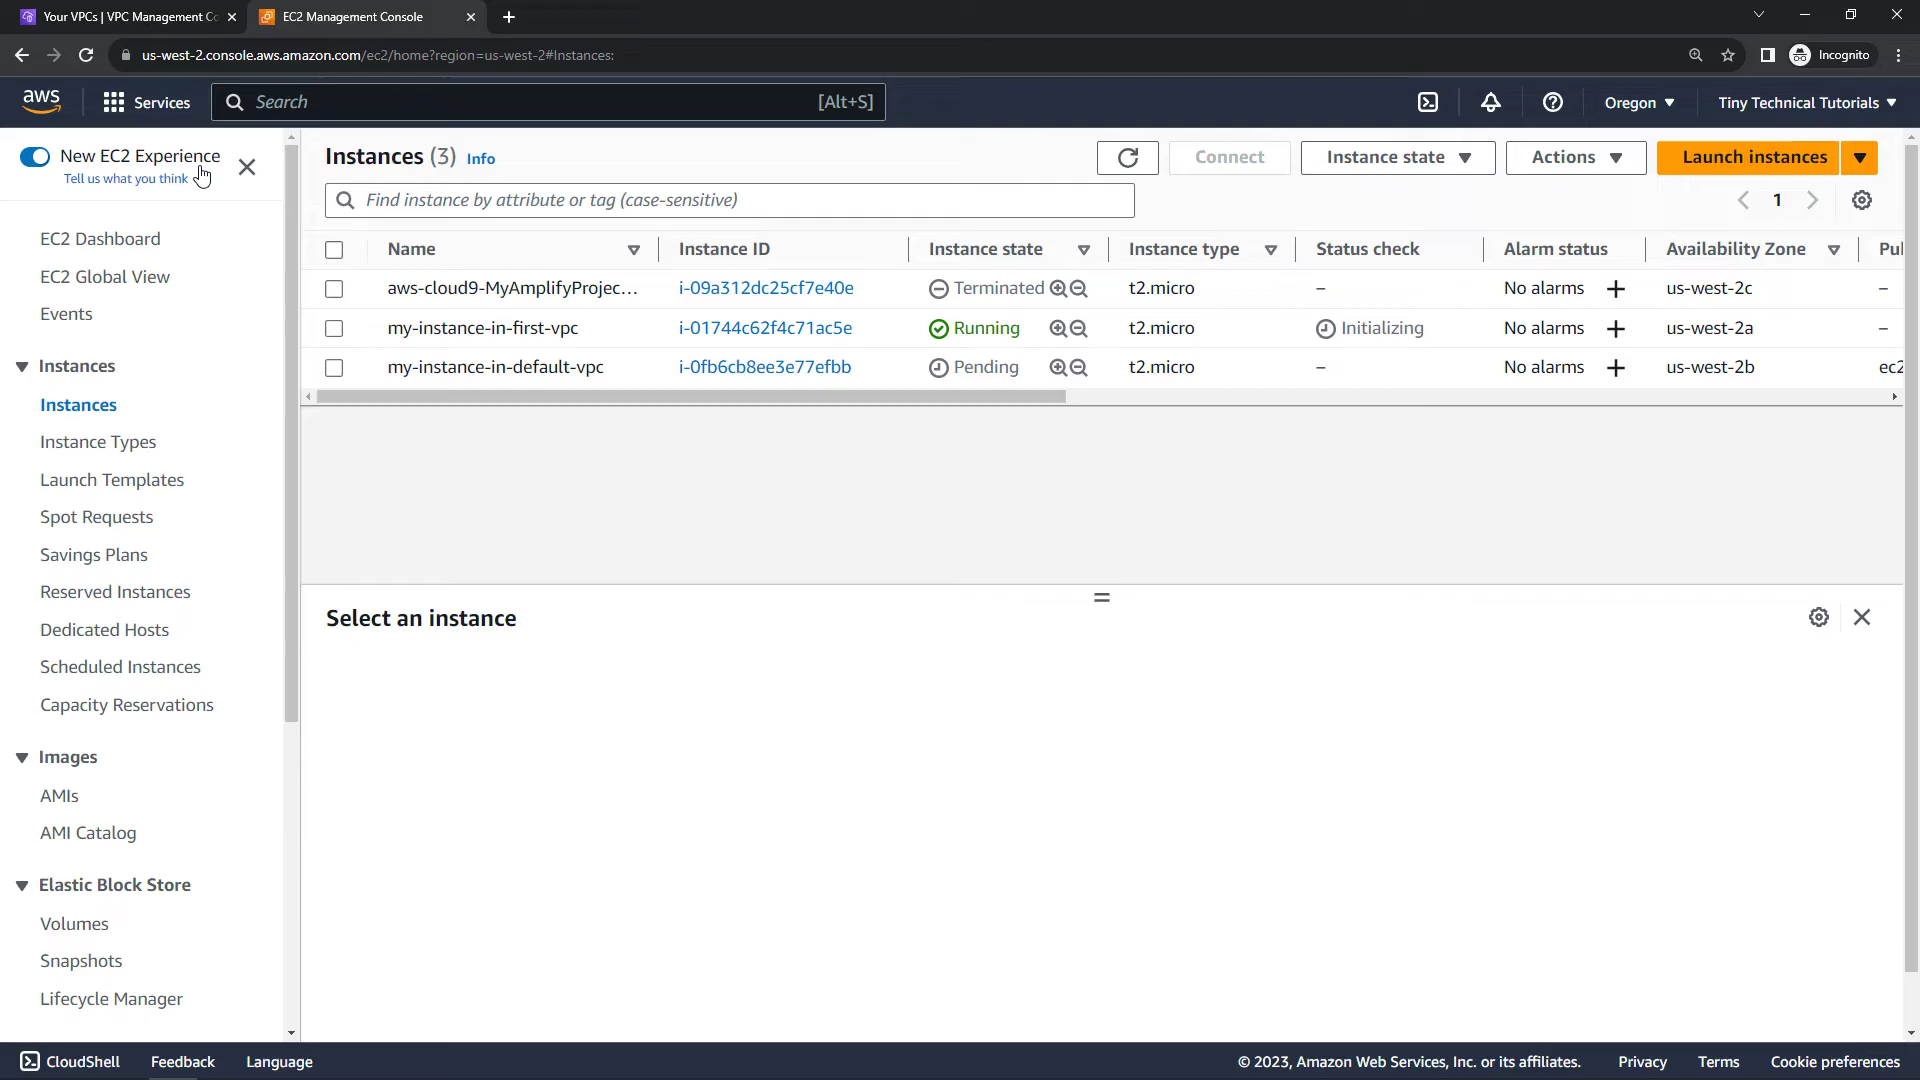 Your VPCs | VPC Management Co
EC2 Management Console
us-west-2.console.aws.amazon.com/ec2/home?region=us-west-2#Instances:
Incognito
aws
Services
Search
[Alt+S]
Oregon
Tiny Technical Tutorials
New EC2 Experience
Tell us what you think
EC2 Dashboard
EC2 Global View
Events
Instances
Instances
Instance Types
Launch Templates
Spot Requests
Savings Plans
Reserved Instances
Dedicated Hosts
Scheduled Instances
Capacity Reservations
Images
AMIs
AMI Catalog
Elastic Block Store
Volumes
Snapshots
Lifecycle Manager
Instances (3) Info
Connect
Instance state
Actions
Launch instances
Find instance by attribute or tag (case-sensitive)
1
Name Instance ID Instance state Instance type Status check Alarm status Availability Zone Pul
aws-cloud9-MyAmplifyProjec... i-09a312dc25cf7e40e Terminated t2.micro – No alarms + us-west-2c –
my-instance-in-first-vpc i-01744c62f4c71ac5e Running t2.micro Initializing No alarms + us-west-2a –
my-instance-in-default-vpc i-0fb6cb8ee3e77efbb Pending t2.micro – No alarms + us-west-2b ec2
Select an instance
CloudShell
Feedback
Language
© 2023, Amazon Web Services, Inc. or its affiliates.
Privacy
Terms
Cookie preferences